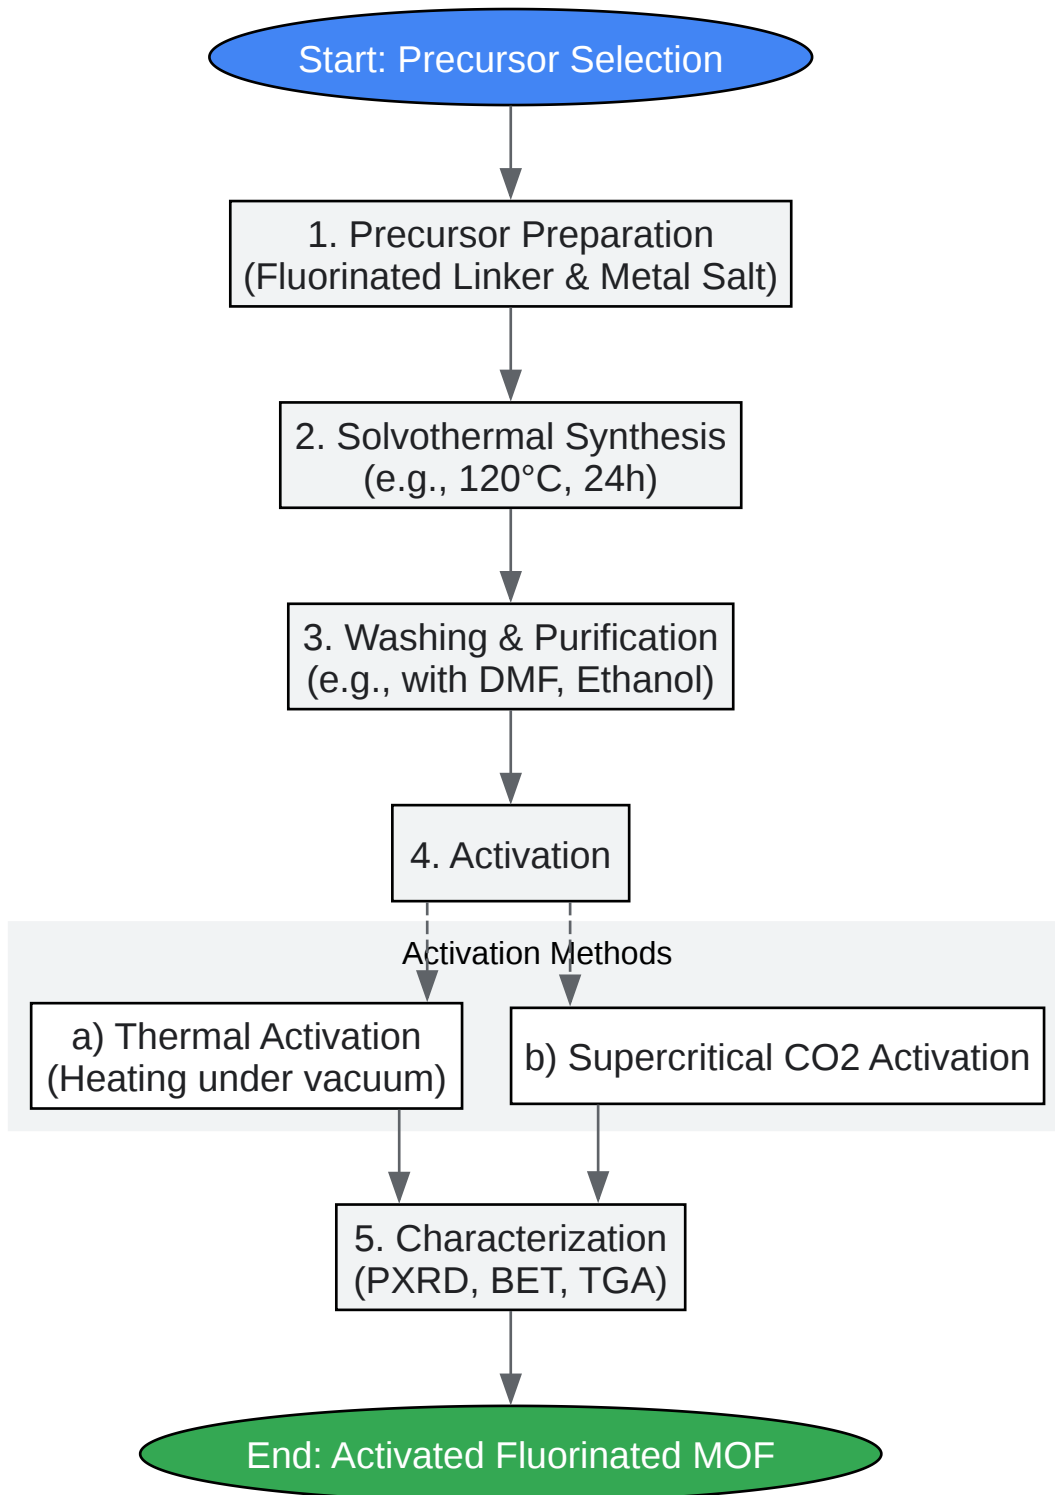 Start: Precursor Selection
1. Precursor Preparation
(Fluorinated Linker & Metal Salt)
2. Solvothermal Synthesis
(e.g., 120°C, 24h)
3. Washing & Purification
(e.g., with DMF, Ethanol)
4. Activation
Activation Methods
a) Thermal Activation
(Heating under vacuum)
b) Supercritical CO2 Activation
5. Characterization
(PXRD, BET, TGA)
End: Activated Fluorinated MOF